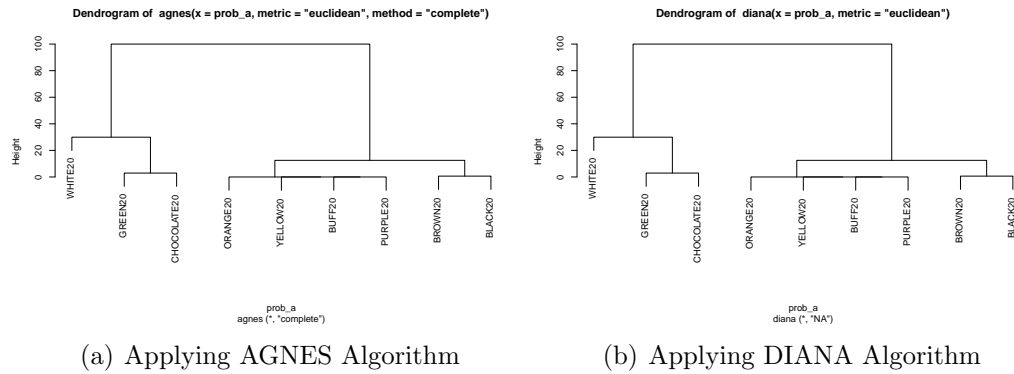 Dendrogram of agnes(x = prob_a, metric = "euclidean", method = "complete")
Height
0
20
40
60
80
100
WHITE20
GREEN20
CHOCOLATE20
ORANGE20
YELLOW20
BUFF20
PURPLE20
BROWN20
BLACK20
prob_a
agnes (*, "complete")
(a) Applying AGNES Algorithm
Dendrogram of diana(x = prob_a, metric = "euclidean")
Height
0
20
40
60
80
100
WHITE20
GREEN20
CHOCOLATE20
ORANGE20
YELLOW20
BUFF20
PURPLE20
BROWN20
BLACK20
prob_a
diana (*, "NA")
(b) Applying DIANA Algorithm